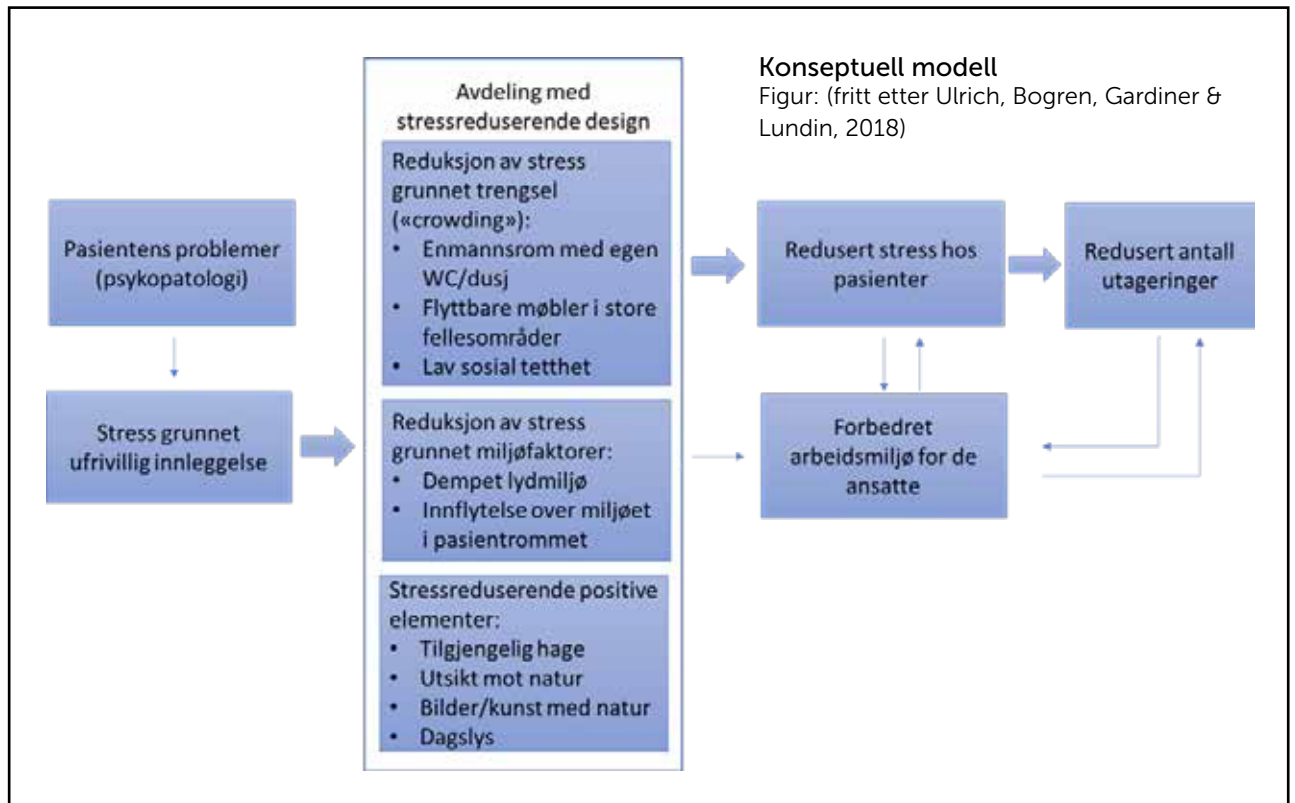 Konseptuell modell
Figur: (fritt etter Ulrich, Bogren, Gardiner &
Lundin, 2018)
Pasientens problemer
(psykopatologi)
Stress grunnet
ufrivillig innleggelse
Avdeling med
stressreduserende design
Reduksjon av stress
grunnet trengsel
(«crowding»):
• Enmannsrom med egen
WC/dusj
• Flyttbare møbler i store
fellesområder
• Lav sosial tetthet
Reduksjon av stress
grunnet miljøfaktorer:
• Dempet lydmiljø
• Innflytelse over miljøet
i pasientrommet
Stressreduserende positive
elementer:
• Tilgjengelig hage
• Utsikt mot natur
• Bilder/kunst med natur
• Dagslys
Redusert stress hos
pasienter
Forbedret
arbeidsmiljø for de
ansatte
Redusert antall
utageringer